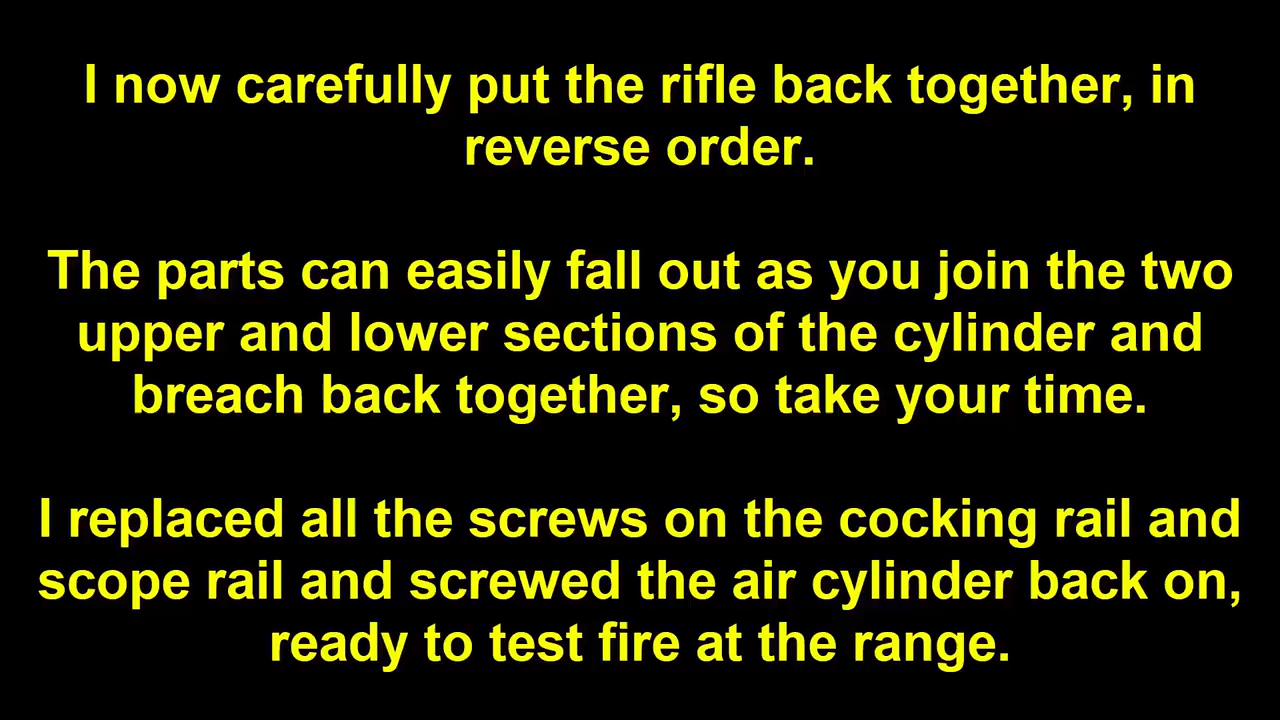 I now carefully put the rifle back together, in
reverse order.
The parts can easily fall out as you join the two
upper and lower sections of the cylinder and
breach back together, so take your time.
I replaced all the screws on the cocking rail and
scope rail and screwed the air cylinder back on,
ready to test fire at the range.